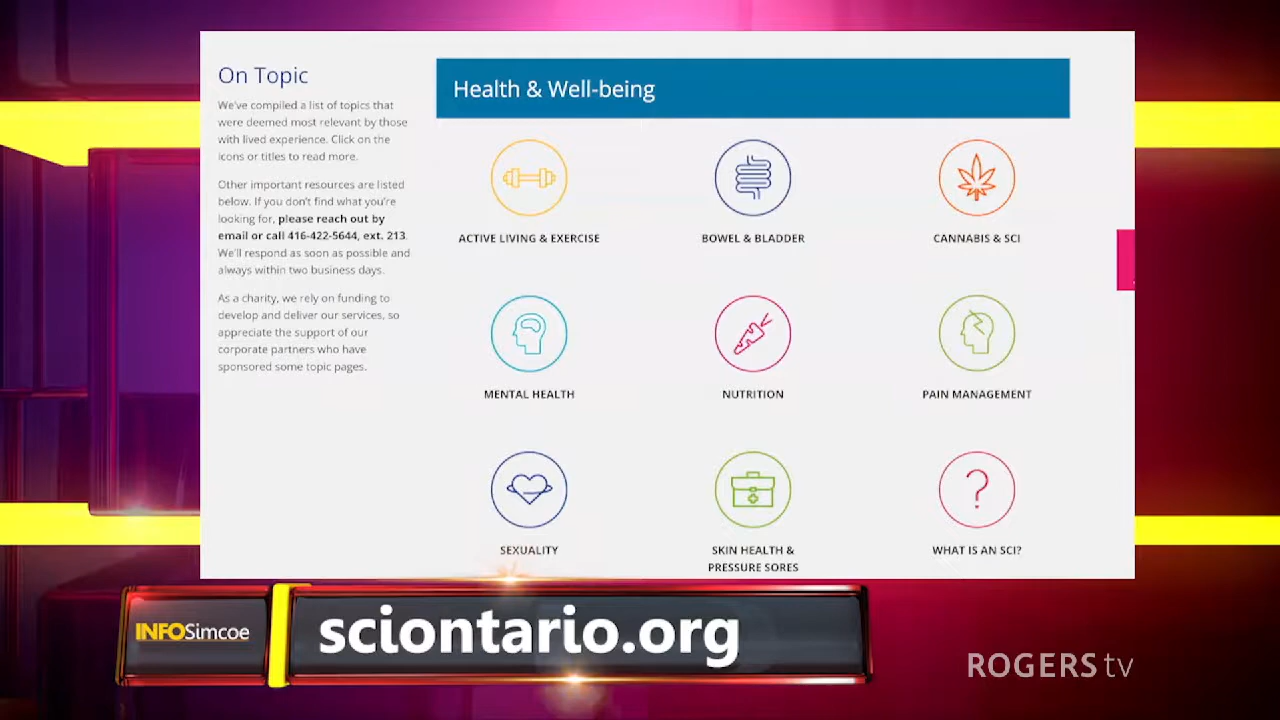 On Topic
We've compiled a list of topics that
were deemed most relevant by those
with lived experience. Click on the
icons or titles to read more.
Other important resources are listed
below. If you don't find what you're
looking for, please reach out by
email or call 416-422-5644, ext. 213.
We'll respond as soon as possible and
always within two business days.
As a charity, we rely on funding to
develop and deliver our services, so
appreciate the support of our
corporate partners who have
sponsored some topic pages.
Health & Well-being
ACTIVE LIVING & EXERCISE
BOWEL & BLADDER
CANNABIS & SCI
MENTAL HEALTH
NUTRITION
PAIN MANAGEMENT
SEXUALITY
SKIN HEALTH &
PRESSURE SORES
WHAT IS AN SCI?
INFOSimcoe
sciontario.org
ROGERS tv